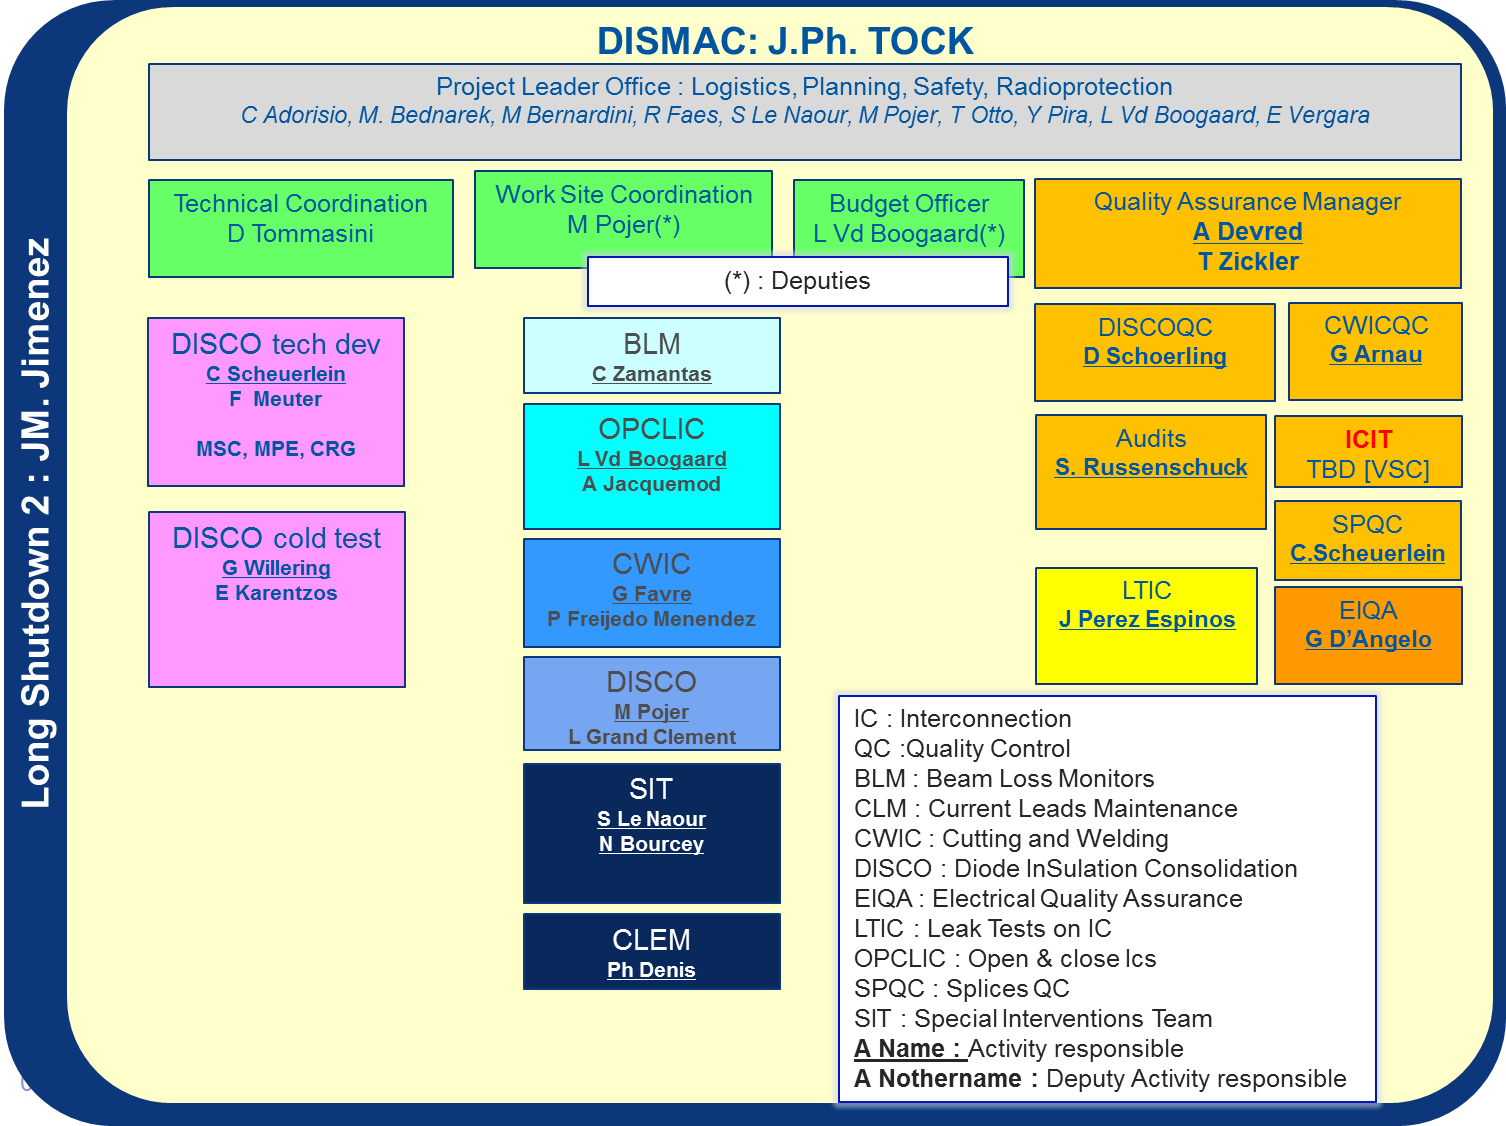 Long Shutdown 2 : JM. Jimenez
DISMAC: J.Ph. TOCK
Project Leader Office : Logistics, Planning, Safety, Radioprotection
C Adorisio, M. Bednarek, M Bernardini, R Faes, S Le Naour, M Pojer, T Otto, Y Pira, L Vd Boogaard, E Vergara
Technical Coordination
D Tommasini
Work Site Coordination
M Pojer(*)
Budget Officer
L Vd Boogaard(*)
Quality Assurance Manager
A Devred
T Zickler
(*) : Deputies
DISCO tech dev
C Scheuerlein
F Meuter
MSC, MPE, CRG
DISCO cold test
G Willering
E Karentzos
BLM
C Zamantas
OPCLIC
L Vd Boogaard
A Jacquemod
CWIC
G Favre
P Freijedo Menendez
DISCO
M Pojer
L Grand Clement
SIT
S Le Naour
N Bourcey
CLEM
Ph Denis
DISCOQC
D Schoerling
CWICQC
G Arnau
Audits
S. Russenschuck
ICIT
TBD [VSC]
SPQC
C.Scheuerlein
LTIC
J Perez Espinos
ElQA
G D’Angelo
IC : Interconnection
QC :Quality Control
BLM : Beam Loss Monitors
CLM : Current Leads Maintenance
CWIC : Cutting and Welding
DISCO : Diode InSulation Consolidation
ElQA : Electrical Quality Assurance
LTIC : Leak Tests on IC
OPCLIC : Open & close Ics
SPQC : Splices QC
SIT : Special Interventions Team
A Name : Activity responsible
A Nothername : Deputy Activity responsible